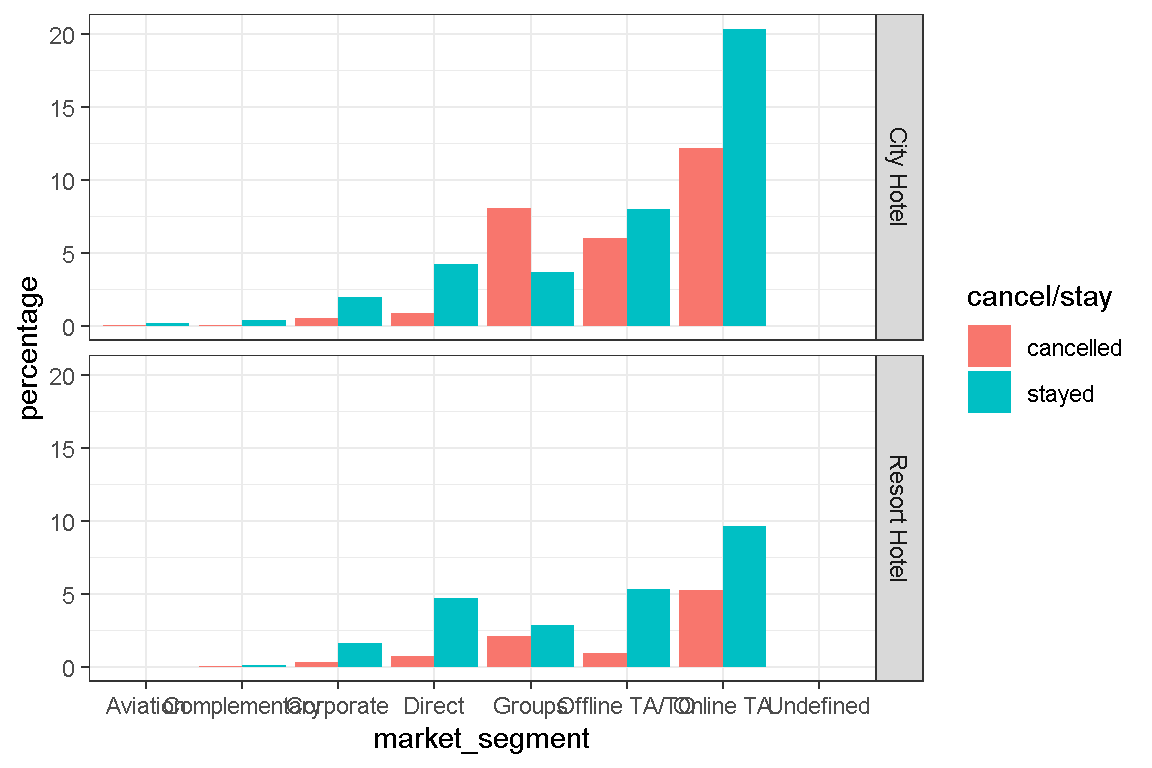 20
15
10
5
0
City Hotel
20
15
10
5
0
Resort Hotel
percentage
Aviation Complementary Corporate Direct Groups Offline TA/TO Online TA Undefined
market_segment
cancel/stay
cancelled
stayed